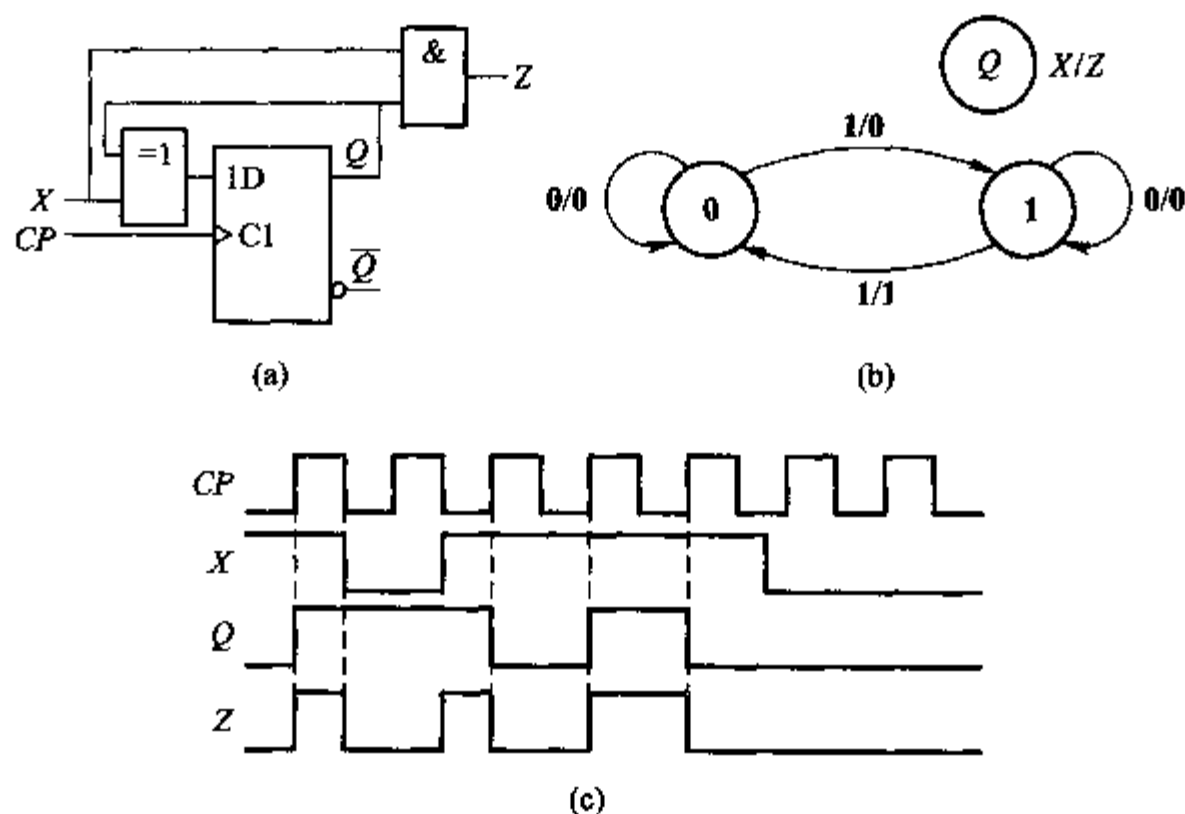 &
Z
=1
1D
Q
X
CP
C1
Q̅
(a)
Q
X/Z
1/0
0/0
0
1
0/0
1/1
(b)
CP
X
Q
Z
(c)